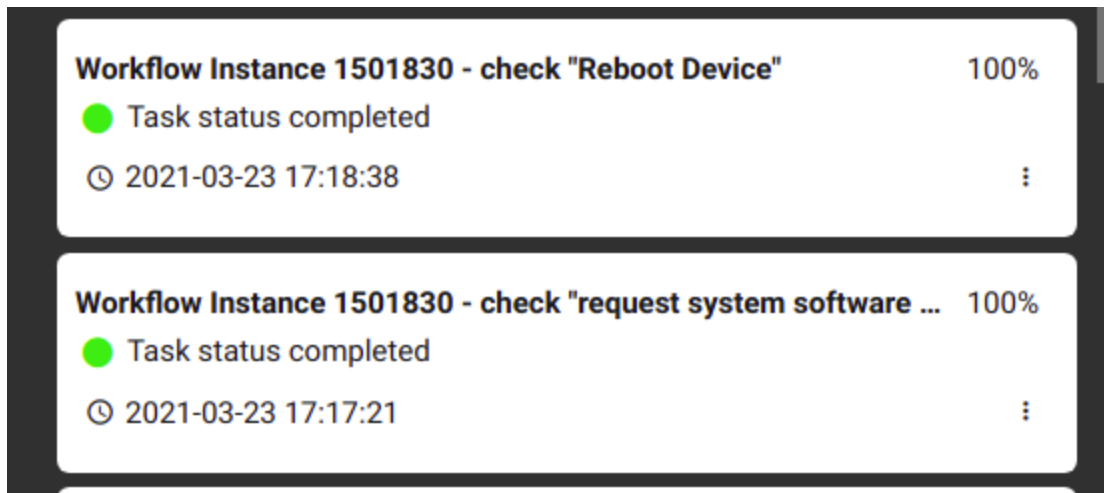 Workflow Instance 1501830 - check "Reboot Device" 100%
Task status completed
2021-03-23 17:18:38
Workflow Instance 1501830 - check "request system software ... 100%
Task status completed
2021-03-23 17:17:21